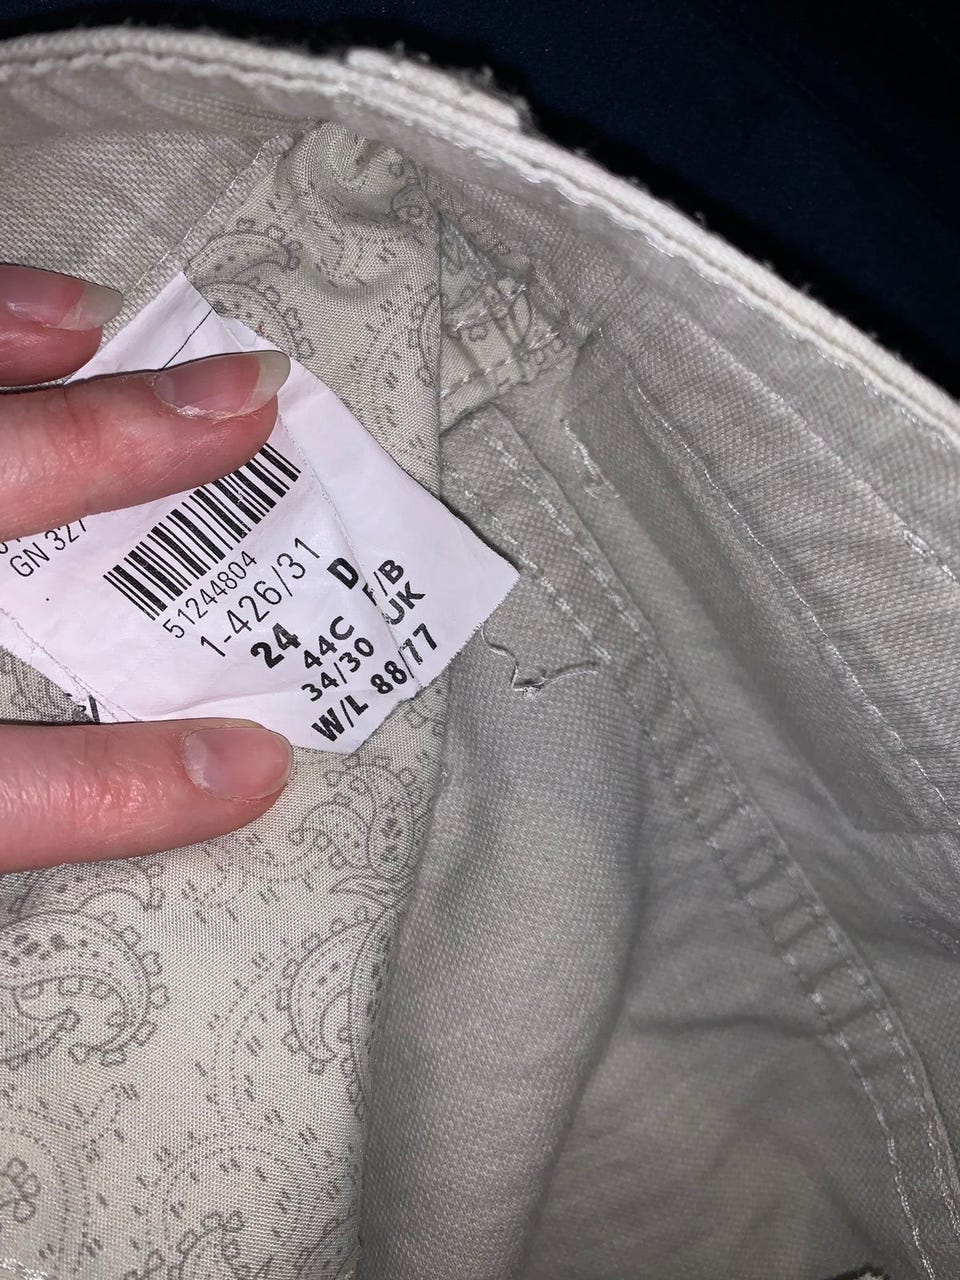 GN 327
51244804
1-426/31
24 D
44C /B
34/30 UK
W/L 88/77